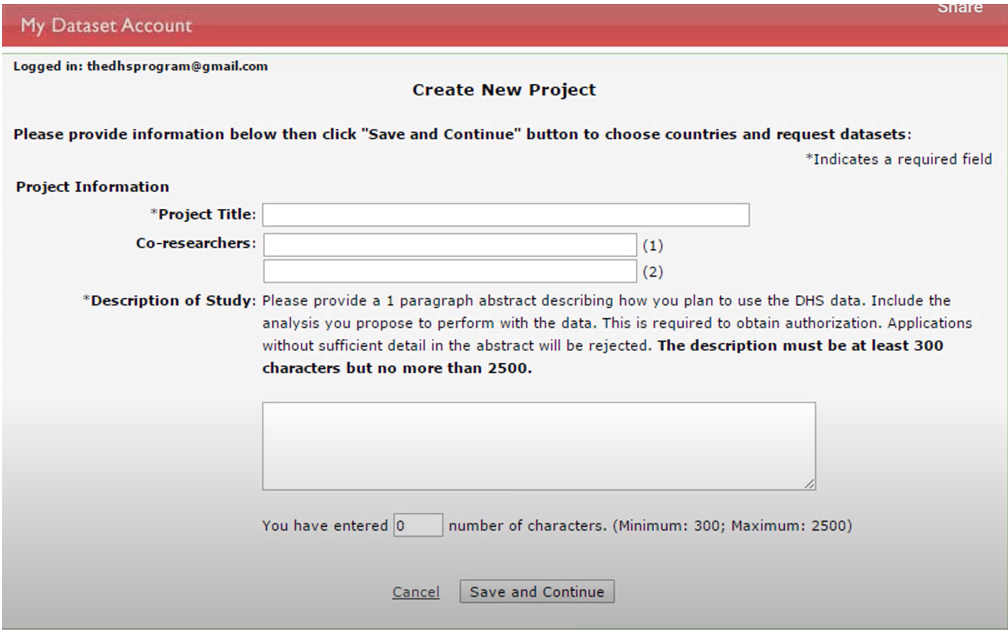 Share
My Dataset Account
Logged in: thedhsprogram@gmail.com
Create New Project
Please provide information below then click "Save and Continue" button to choose countries and request datasets:
*Indicates a required field
Project Information
*Project Title:
Co-researchers: (1)
(2)
*Description of Study: Please provide a 1 paragraph abstract describing how you plan to use the DHS data. Include the
analysis you propose to perform with the data. This is required to obtain authorization. Applications
without sufficient detail in the abstract will be rejected. The description must be at least 300
characters but no more than 2500.
You have entered 0 number of characters. (Minimum: 300; Maximum: 2500)
Cancel Save and Continue